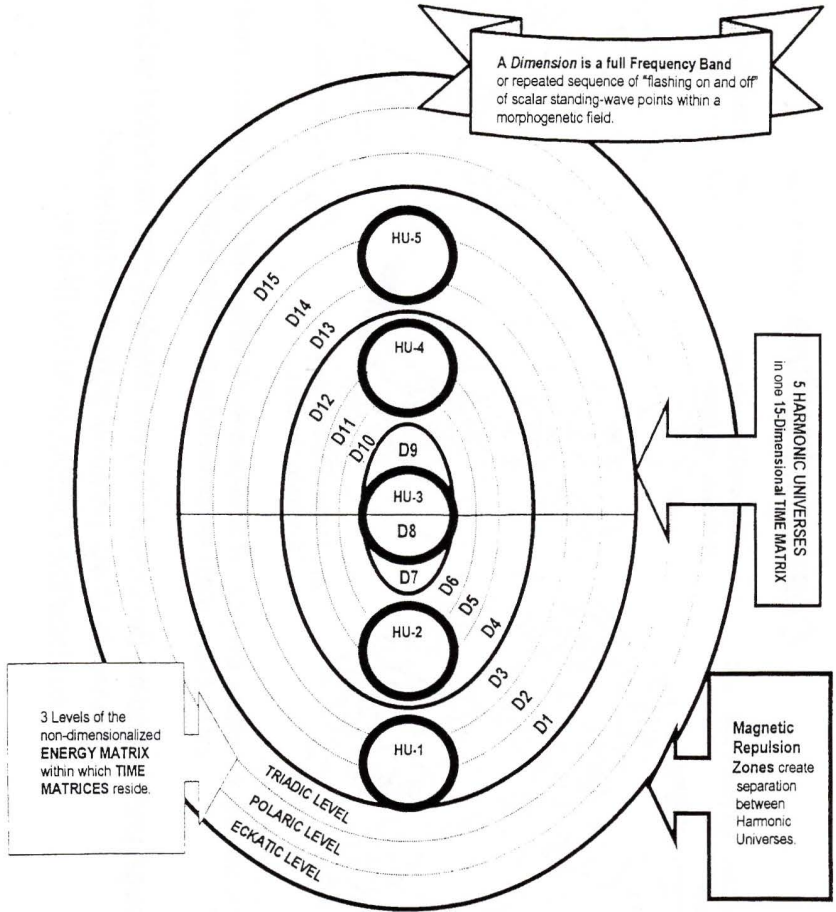 A Dimension is a full Frequency Band
or repeated sequence of "flashing on and off"
of scalar standing-wave points within a
morphogenetic field.
HU-5
D15
D14
D13
HU-4
D12
D11
D10
D9
HU-3
D8
D7
D6
D5
D4
HU-2
D3
D2
D1
HU-1
5 HARMONIC UNIVERSES
in one 15-Dimensional TIME MATRIX
3 Levels of the
non-dimensionalized
ENERGY MATRIX
within which TIME
MATRICES reside.
TRIADIC LEVEL
POLARIC LEVEL
ECKATIC LEVEL
Magnetic
Repulsion
Zones create
separation
between
Harmonic
Universes.